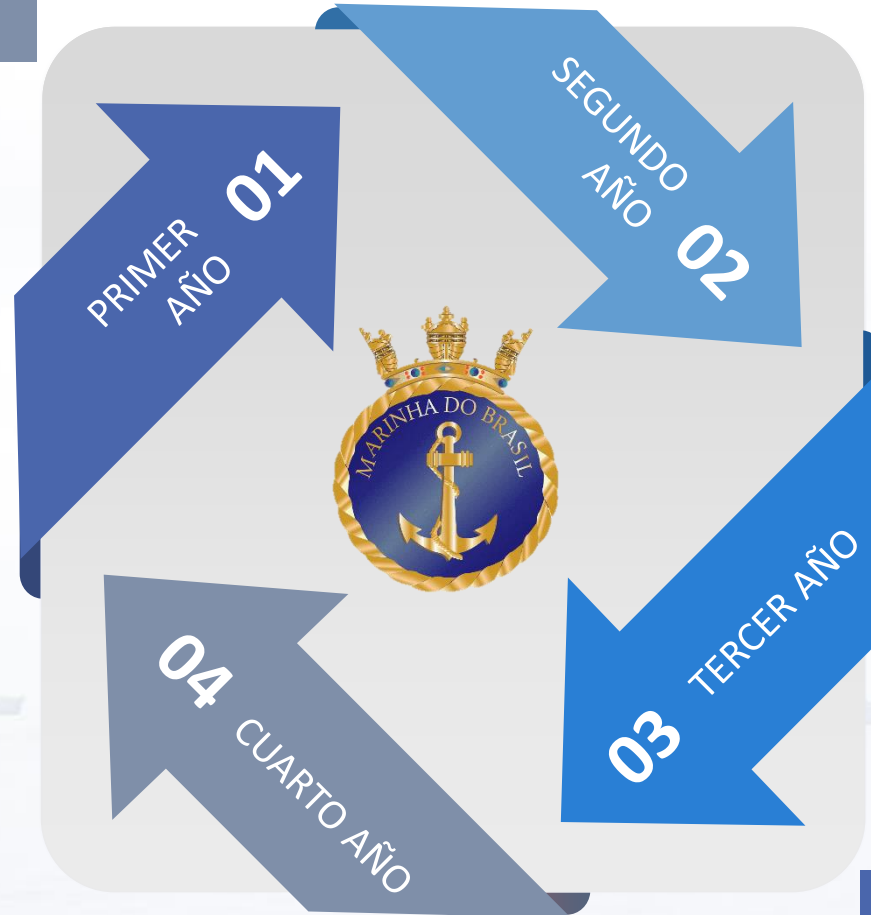 PRIMER
AÑO
01
SEGUNDO
AÑO
02
TERCER AÑO
03
04
CUARTO AÑO
MARINHA DO BRASIL